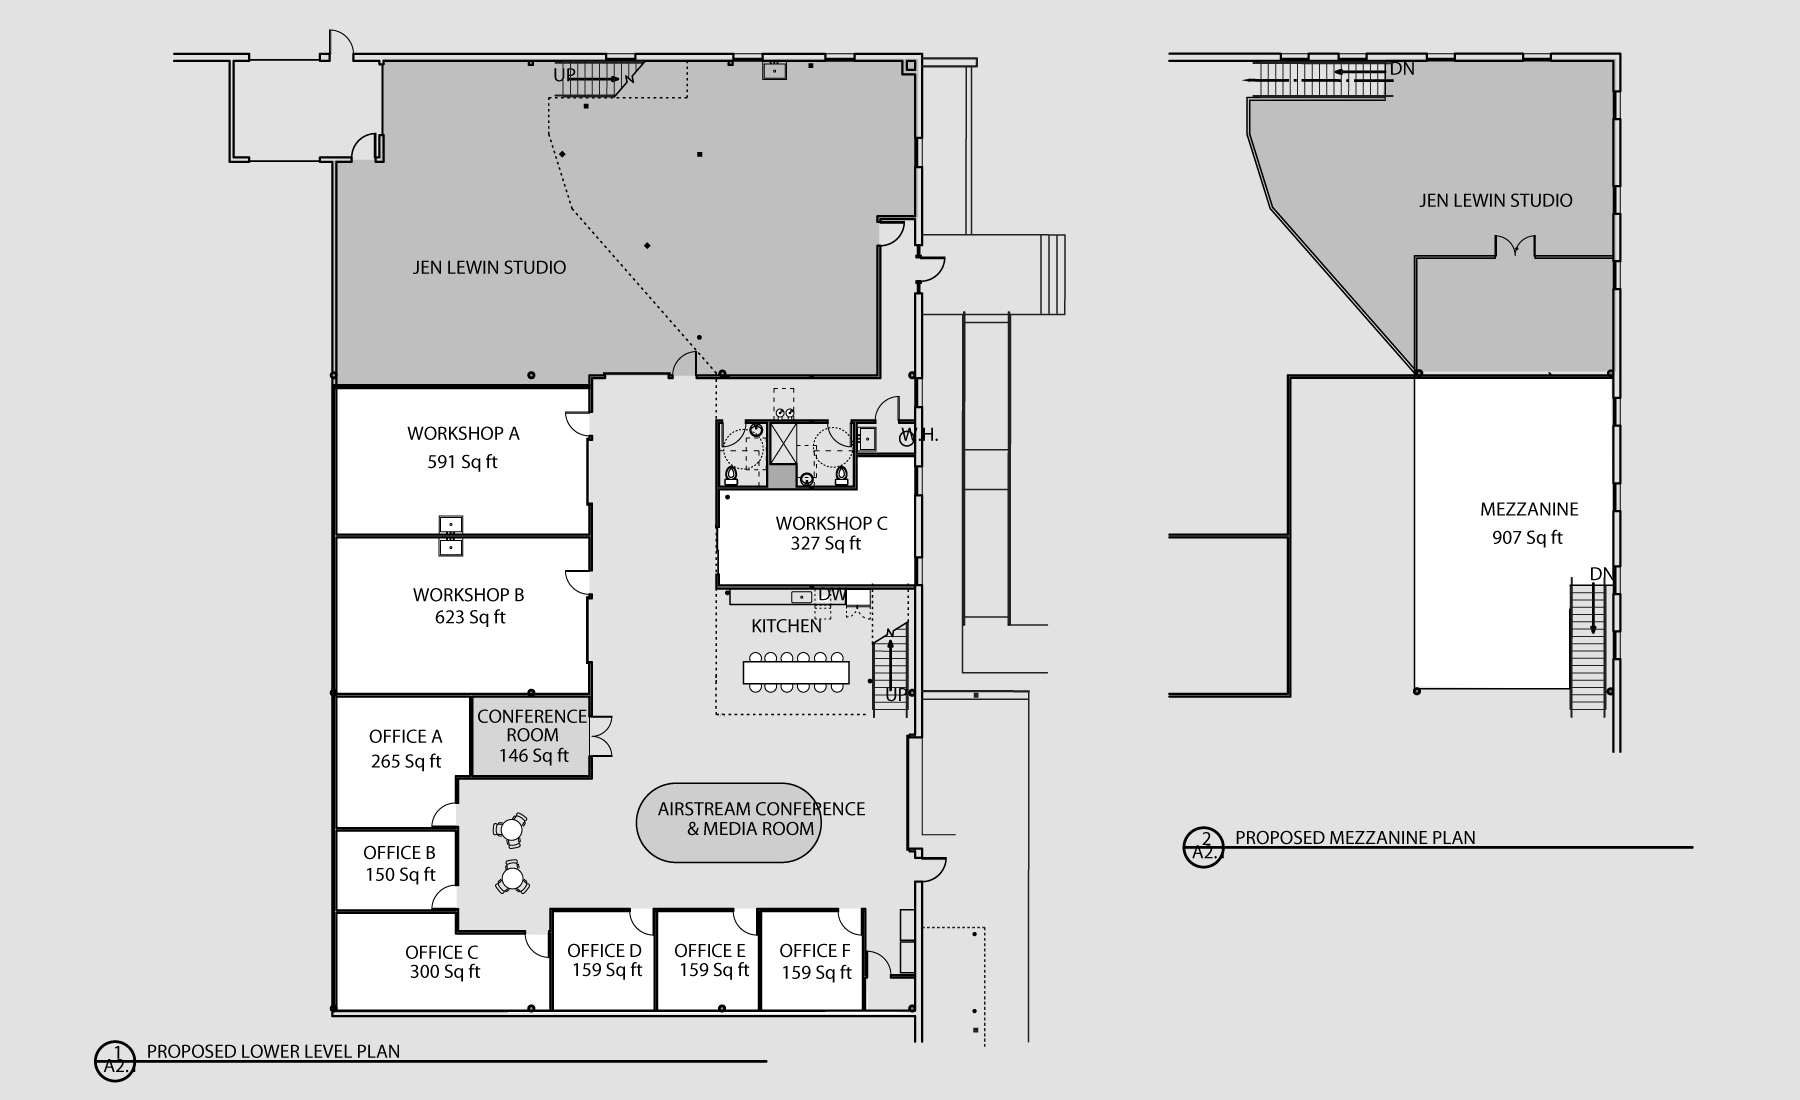 UP
DN
JEN LEWIN STUDIO
JEN LEWIN STUDIO
WORKSHOP A
591 Sq ft
W.H.
WORKSHOP C
327 Sq ft
MEZZANINE
907 Sq ft
DN
WORKSHOP B
623 Sq ft
DW
KITCHEN
UP
CONFERENCE
ROOM
146 Sq ft
OFFICE A
265 Sq ft
AIRSTREAM CONFERENCE
& MEDIA ROOM
OFFICE B
150 Sq ft
OFFICE C
300 Sq ft
OFFICE D
159 Sq ft
OFFICE E
159 Sq ft
OFFICE F
159 Sq ft
2
A2.
PROPOSED MEZZANINE PLAN
1
A2.
PROPOSED LOWER LEVEL PLAN